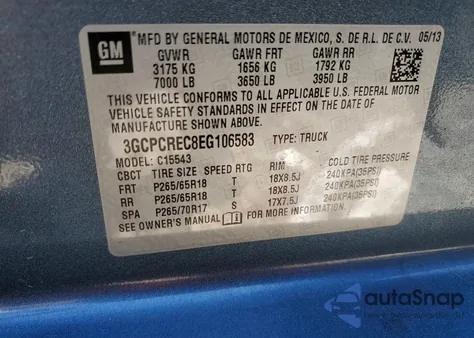 GM
*MFD BY GENERAL MOTORS DE MEXICO, S. DE R.L. DE C.V. 05/13
GVWR GAWR FRT GAWR RR
3175 KG 1656 KG 1792 KG
7000 LB 3650 LB 3950 LB
THIS VEHICLE CONFORMS TO ALL APPLICABLE U.S. FEDERAL MOTOR
VEHICLE SAFETY STANDARDS IN EFFECT ON THE DATE OF
MANUFACTURE SHOWN ABOVE.
3GCPCREC8EG106583 TYPE: TRUCK
MODEL: C15543
CBCT TIRE SIZE SPEED RTG RIM COLD TIRE PRESSURE
FRT P265/65R18 T 18X8.5J 240KPA(35PSI)
RR P265/65R18 T 18X8.5J 240KPA(35PSI)
SPA P265/70R17 S 17X7.5J 240KPA(35PSI)
SEE OWNER'S MANUAL FOR MORE INFORMATION.
autoSnap